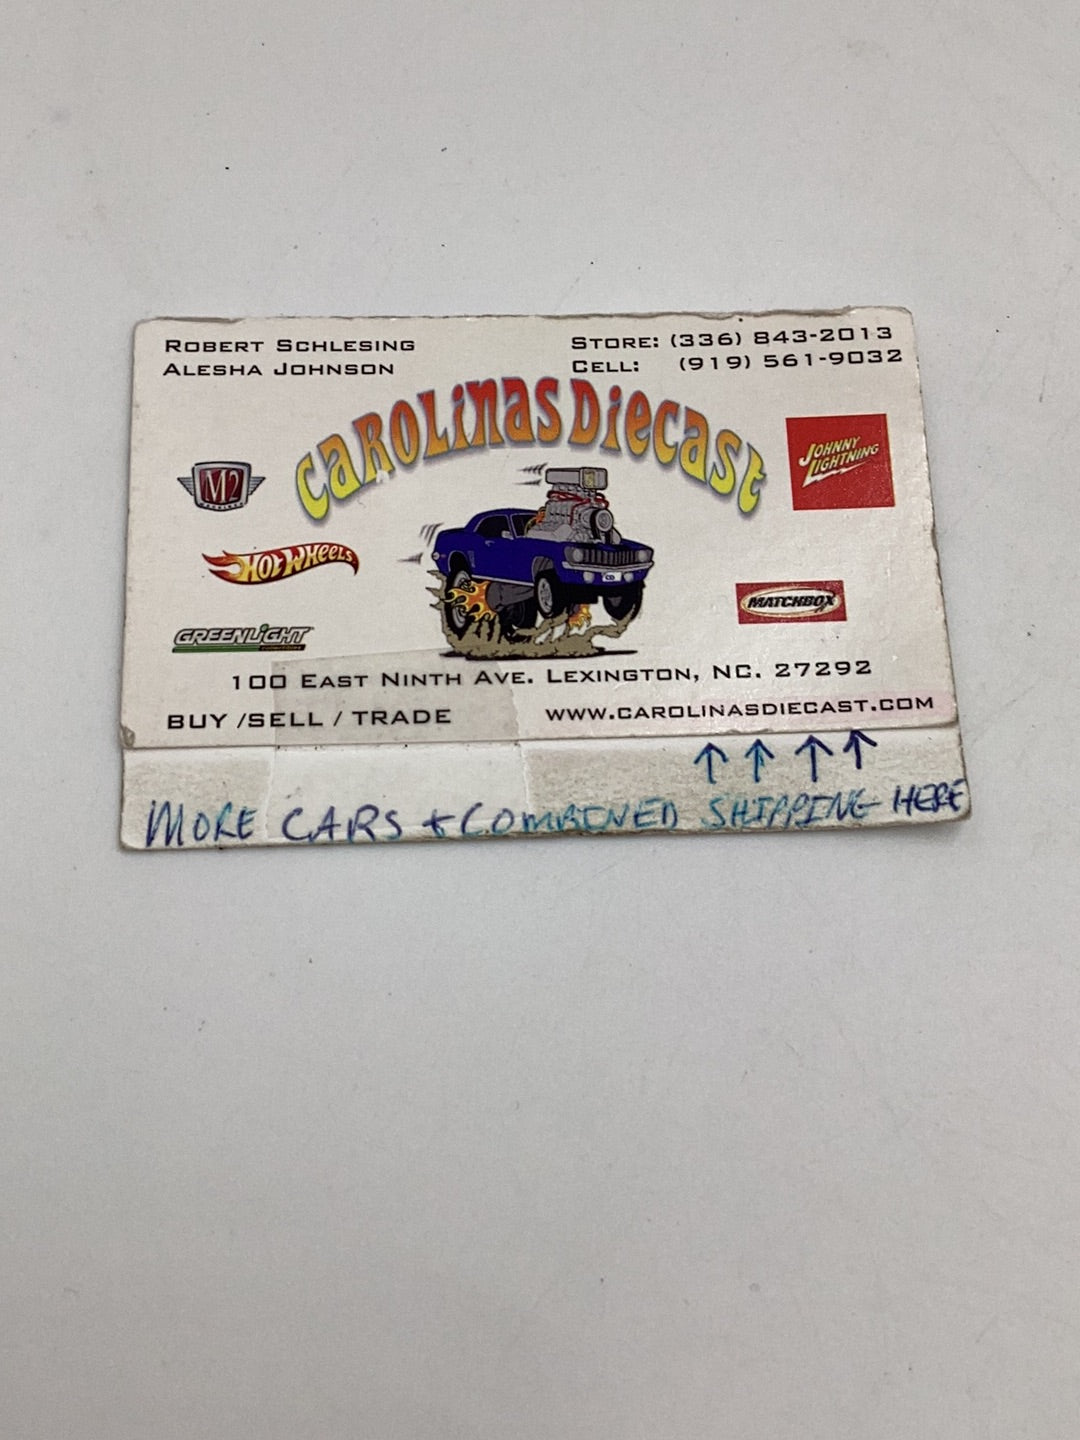 ROBERT SCHLESING
ALESHA JOHNSON
STORE: (336) 843-2013
CELL: (919) 561-9032
CAROLINAS DIECAST
M2
JOHNNY
LIGHTNING
HOT WHEELS
MATCHBOX
GREENLIGHT
100 EAST NINTH AVE. LEXINGTON, NC. 27292
BUY /SELL / TRADE
WWW.CAROLINASDIECAST.COM
MORE CARS + COMBINED SHIPPING HERE